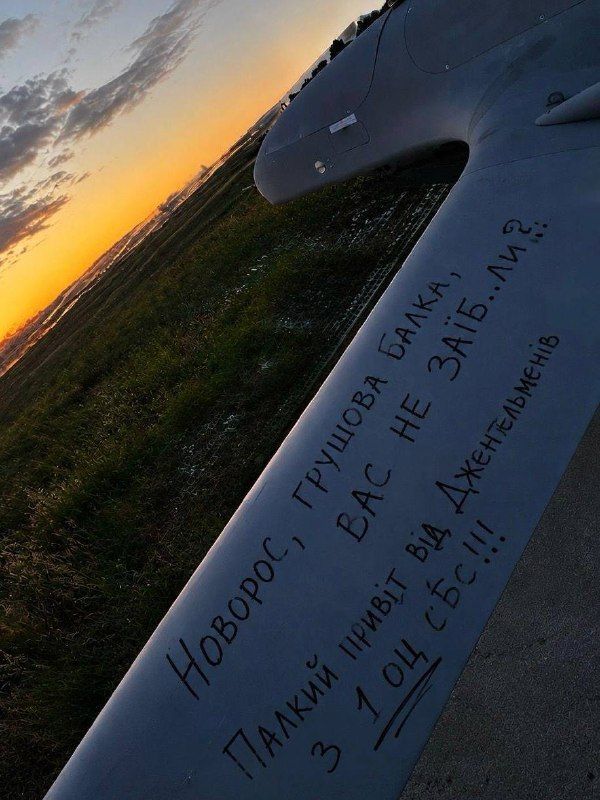 НОВОРОС, ГРУШОВА БАЛКА,
ВАС НЕ ЗАЇБ..ЛИ?..
ПАЛКИЙ ПРИВІТ ВІД ДЖЕНТЕЛЬМЕНІВ
З 1 ОЦ СБС!!!